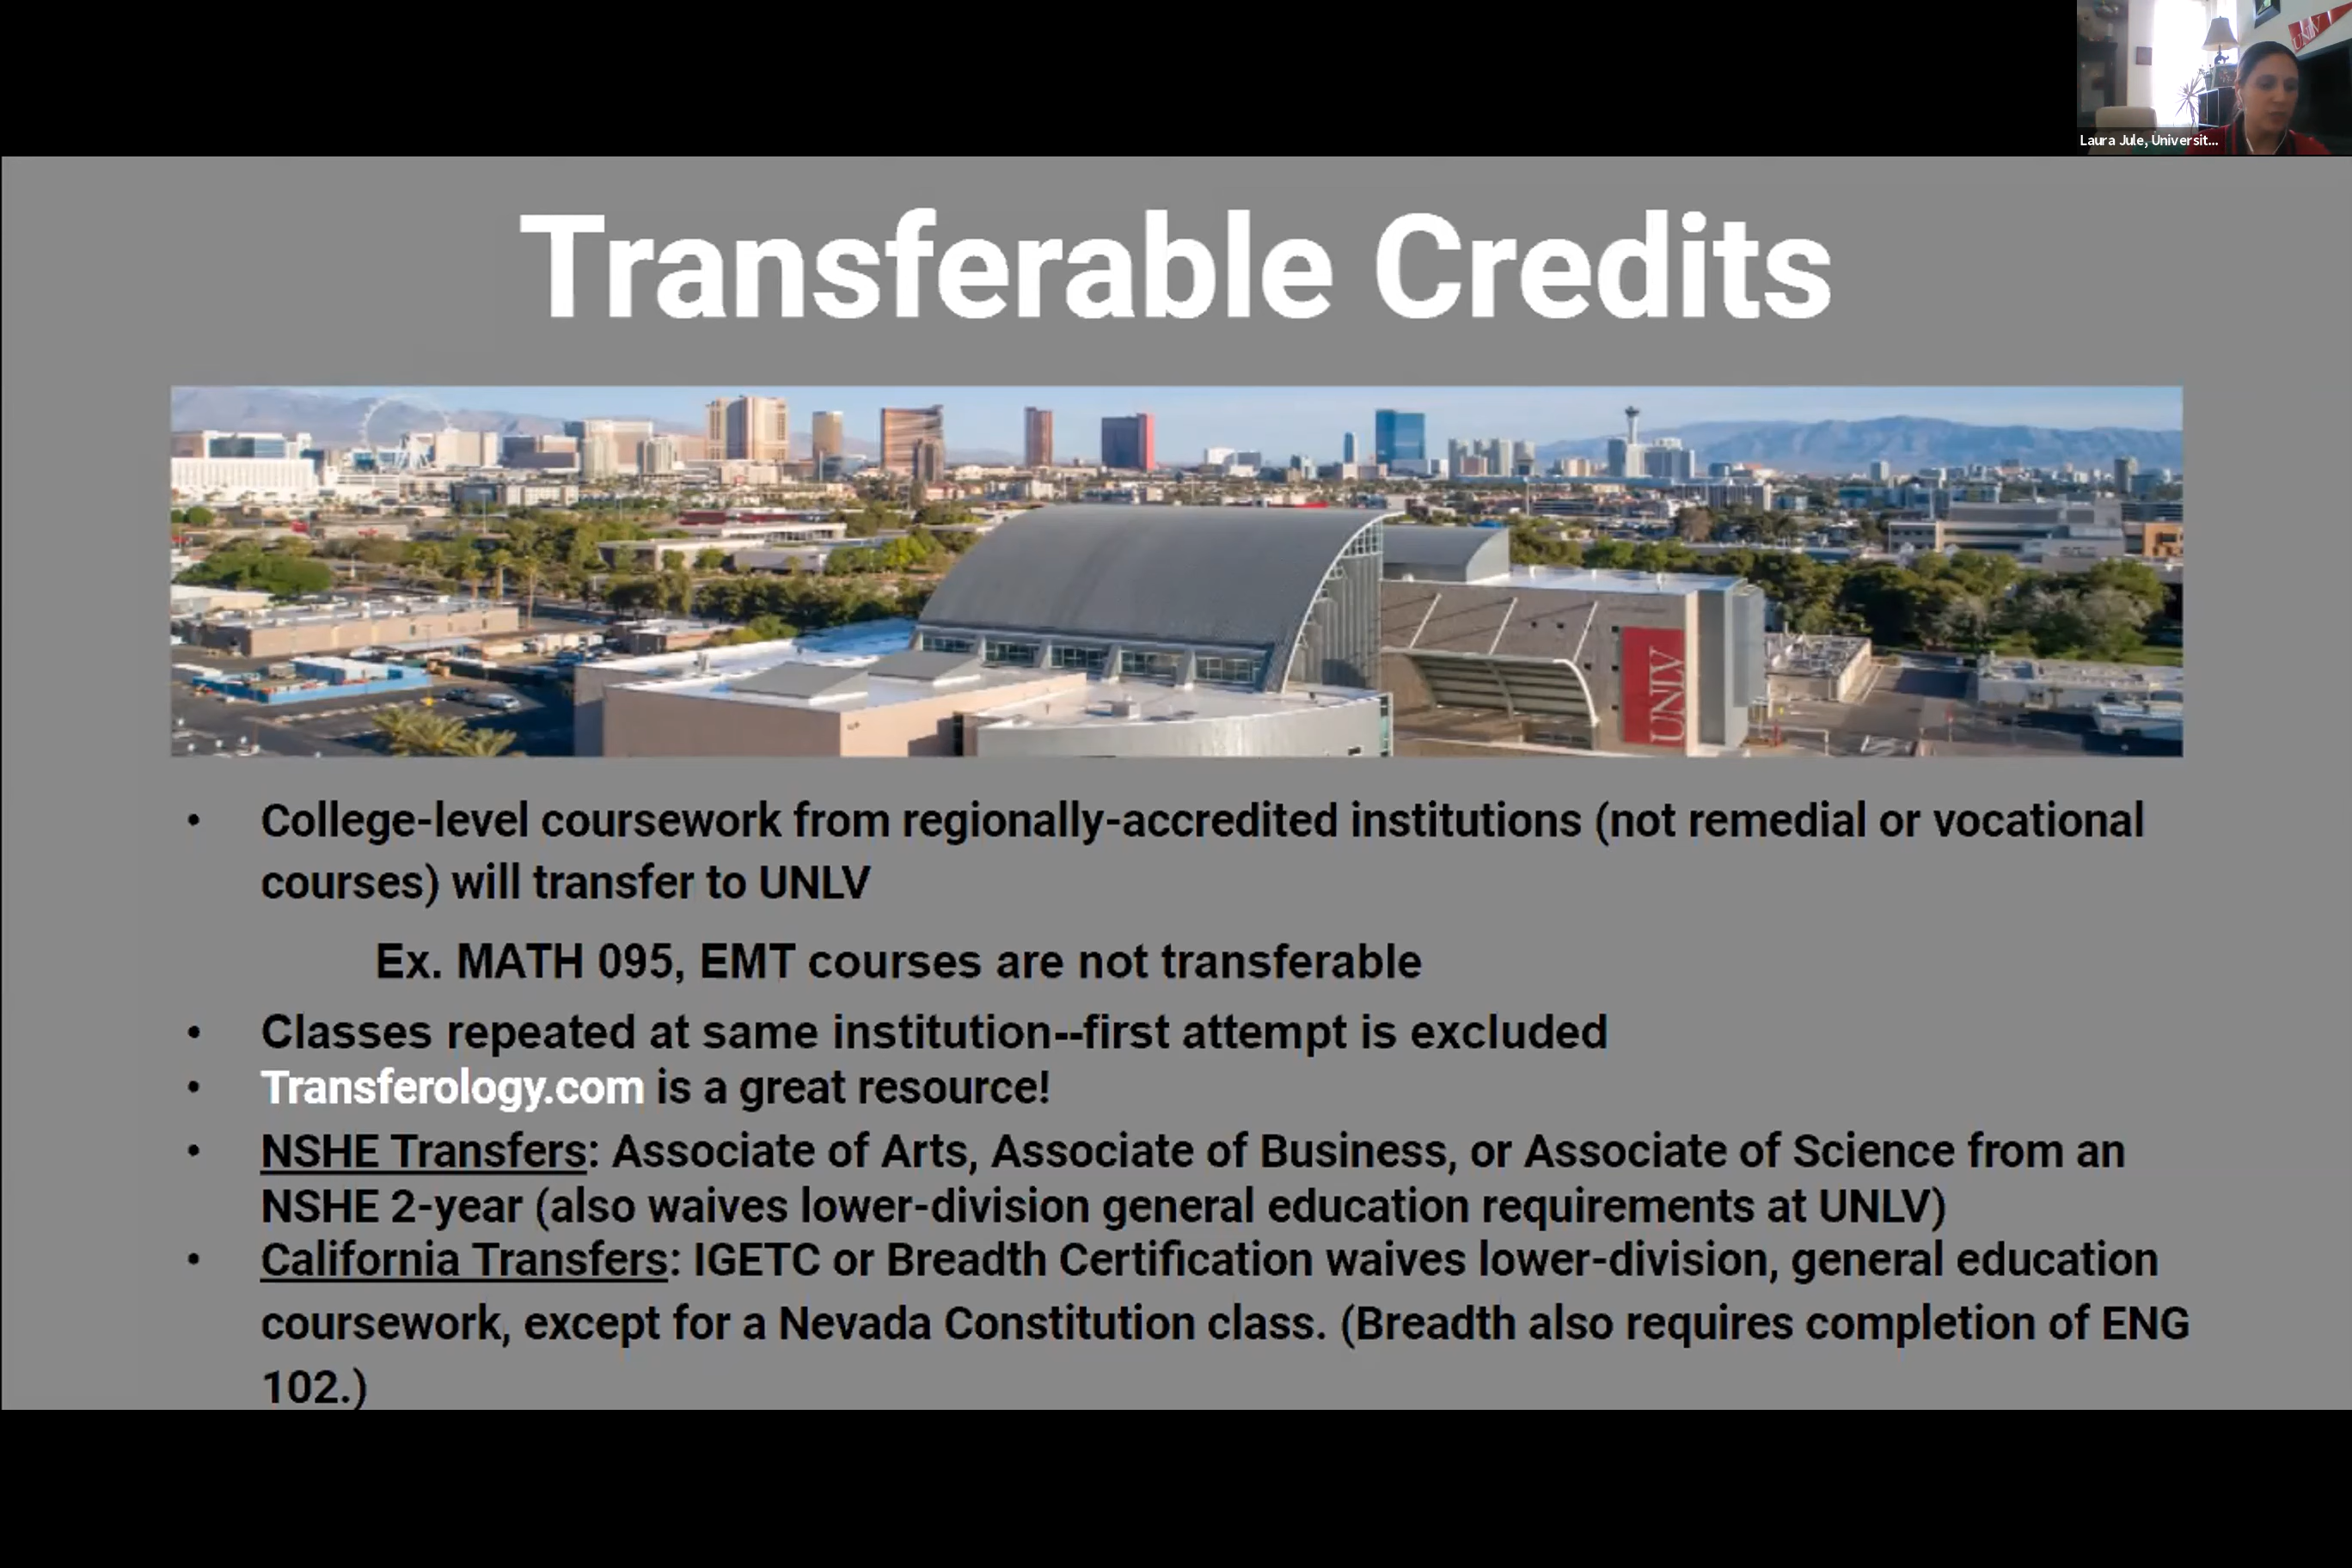 UNLV
Laura Jule, Universit...
Transferable Credits
UNLV
• College-level coursework from regionally-accredited institutions (not remedial or vocational
courses) will transfer to UNLV
Ex. MATH 095, EMT courses are not transferable
• Classes repeated at same institution--first attempt is excluded
• Transferology.com is a great resource!
• NSHE Transfers: Associate of Arts, Associate of Business, or Associate of Science from an
NSHE 2-year (also waives lower-division general education requirements at UNLV)
• California Transfers: IGETC or Breadth Certification waives lower-division, general education
coursework, except for a Nevada Constitution class. (Breadth also requires completion of ENG
102.)